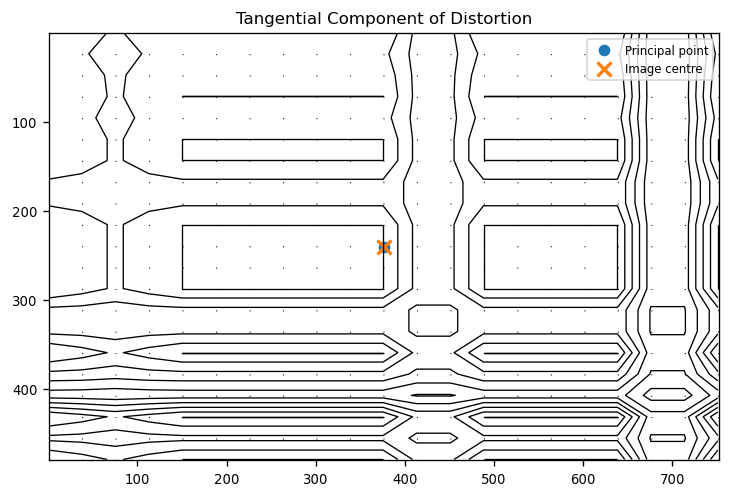 Tangential Component of Distortion
Principal point
Image centre
100
200
300
400
100 200 300 400 500 600 700